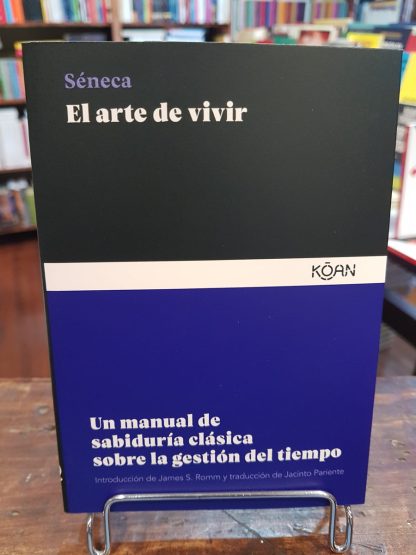 Séneca
El arte de vivir
KŌAN
Un manual de
sabiduría clásica
sobre la gestión del tiempo
Introducción de James S. Romm y traducción de Jacinto Pariente